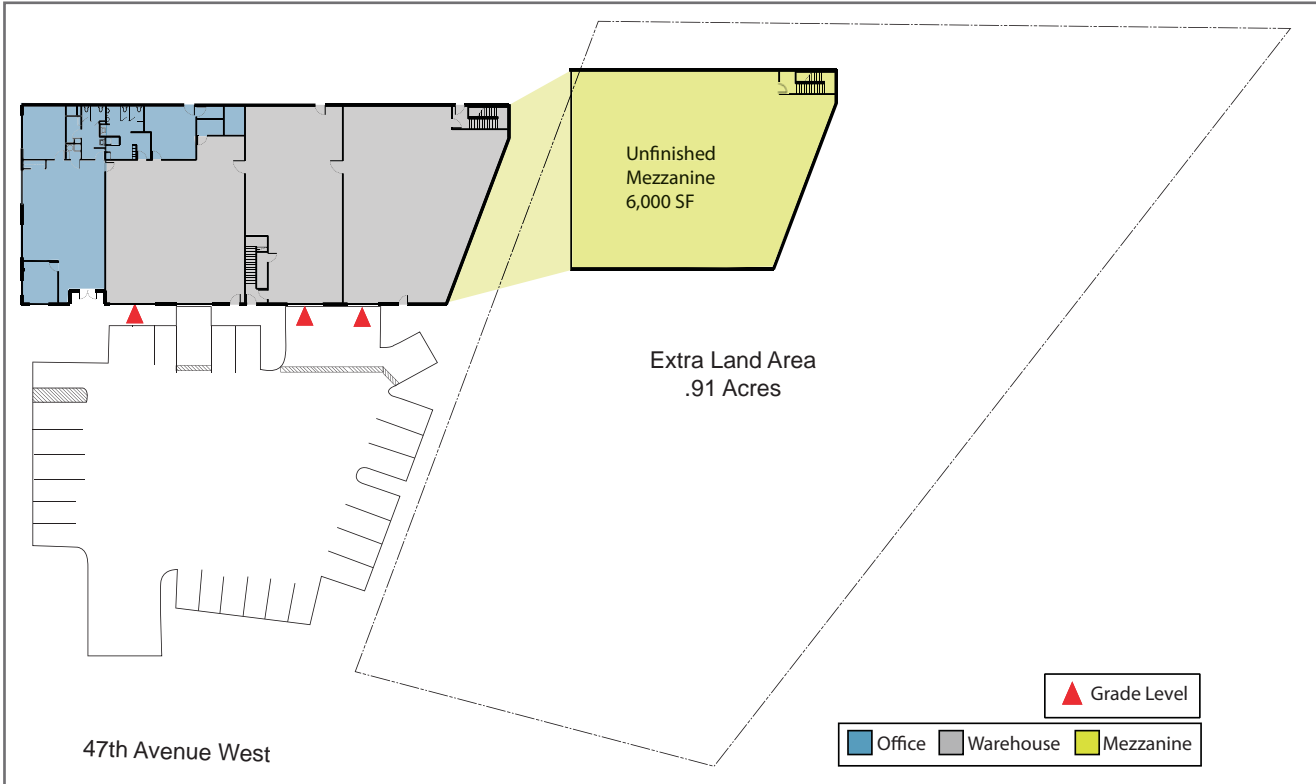 Unfinished
Mezzanine
6,000 SF
Extra Land Area
.91 Acres
47th Avenue West
Grade Level
Office Warehouse Mezzanine